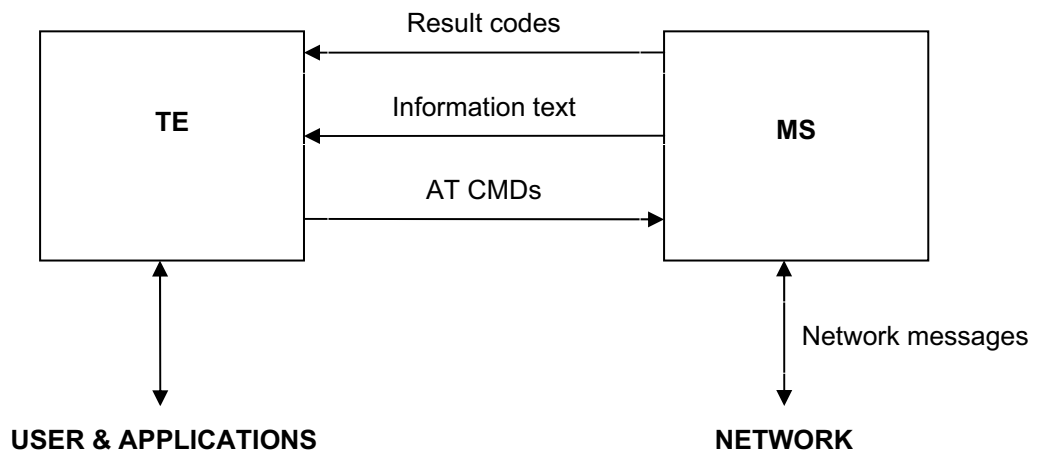 Result codes
TE
Information text
MS
AT CMDs
Network messages
USER & APPLICATIONS
NETWORK